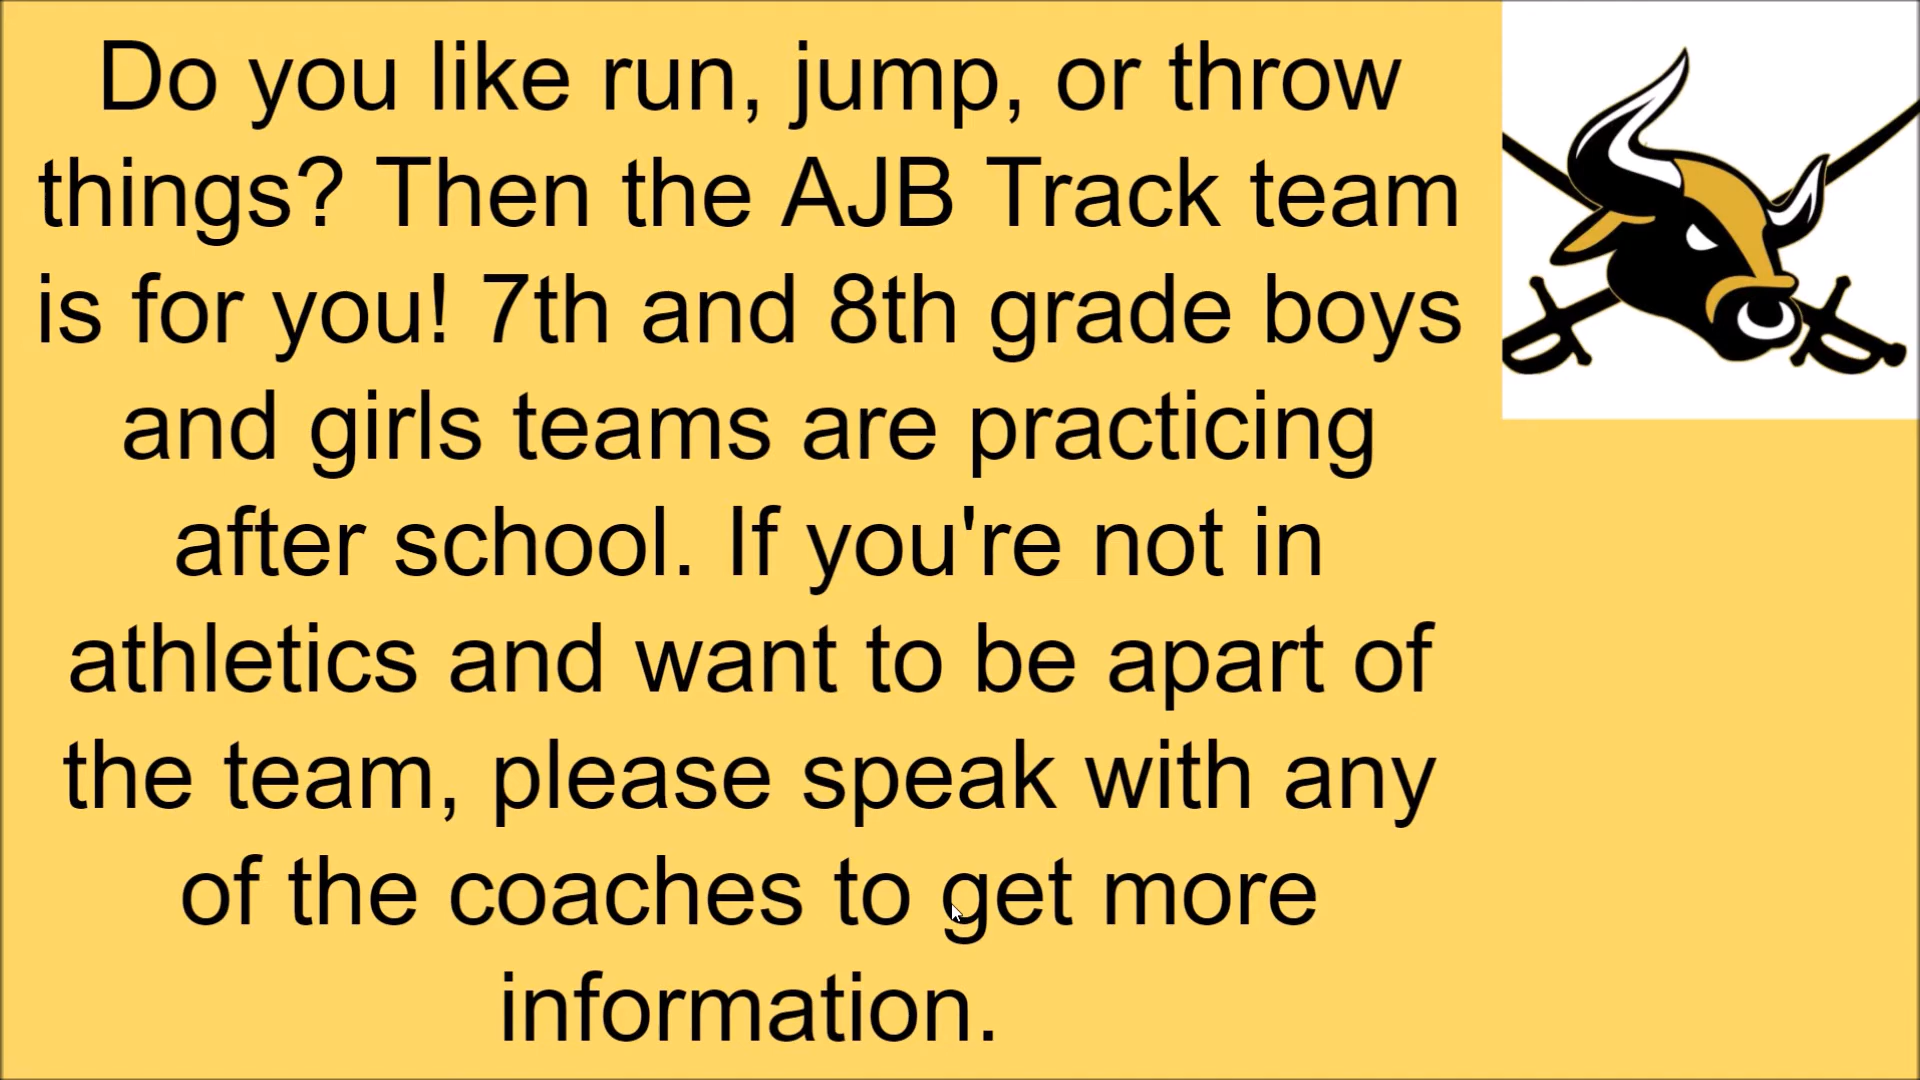 Do you like run, jump, or throw
things? Then the AJB Track team
is for you! 7th and 8th grade boys
and girls teams are practicing
after school. If you're not in
athletics and want to be apart of
the team, please speak with any
of the coaches to get more
information.